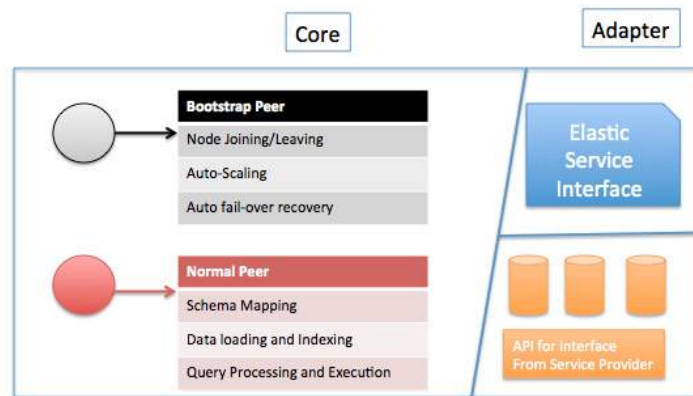 Core
Adapter
Bootstrap Peer
Node Joining/Leaving
Auto-Scaling
Auto fail-over recovery
Normal Peer
Schema Mapping
Data loading and Indexing
Query Processing and Execution
Elastic
Service
Interface
API for Interface
From Service Provider